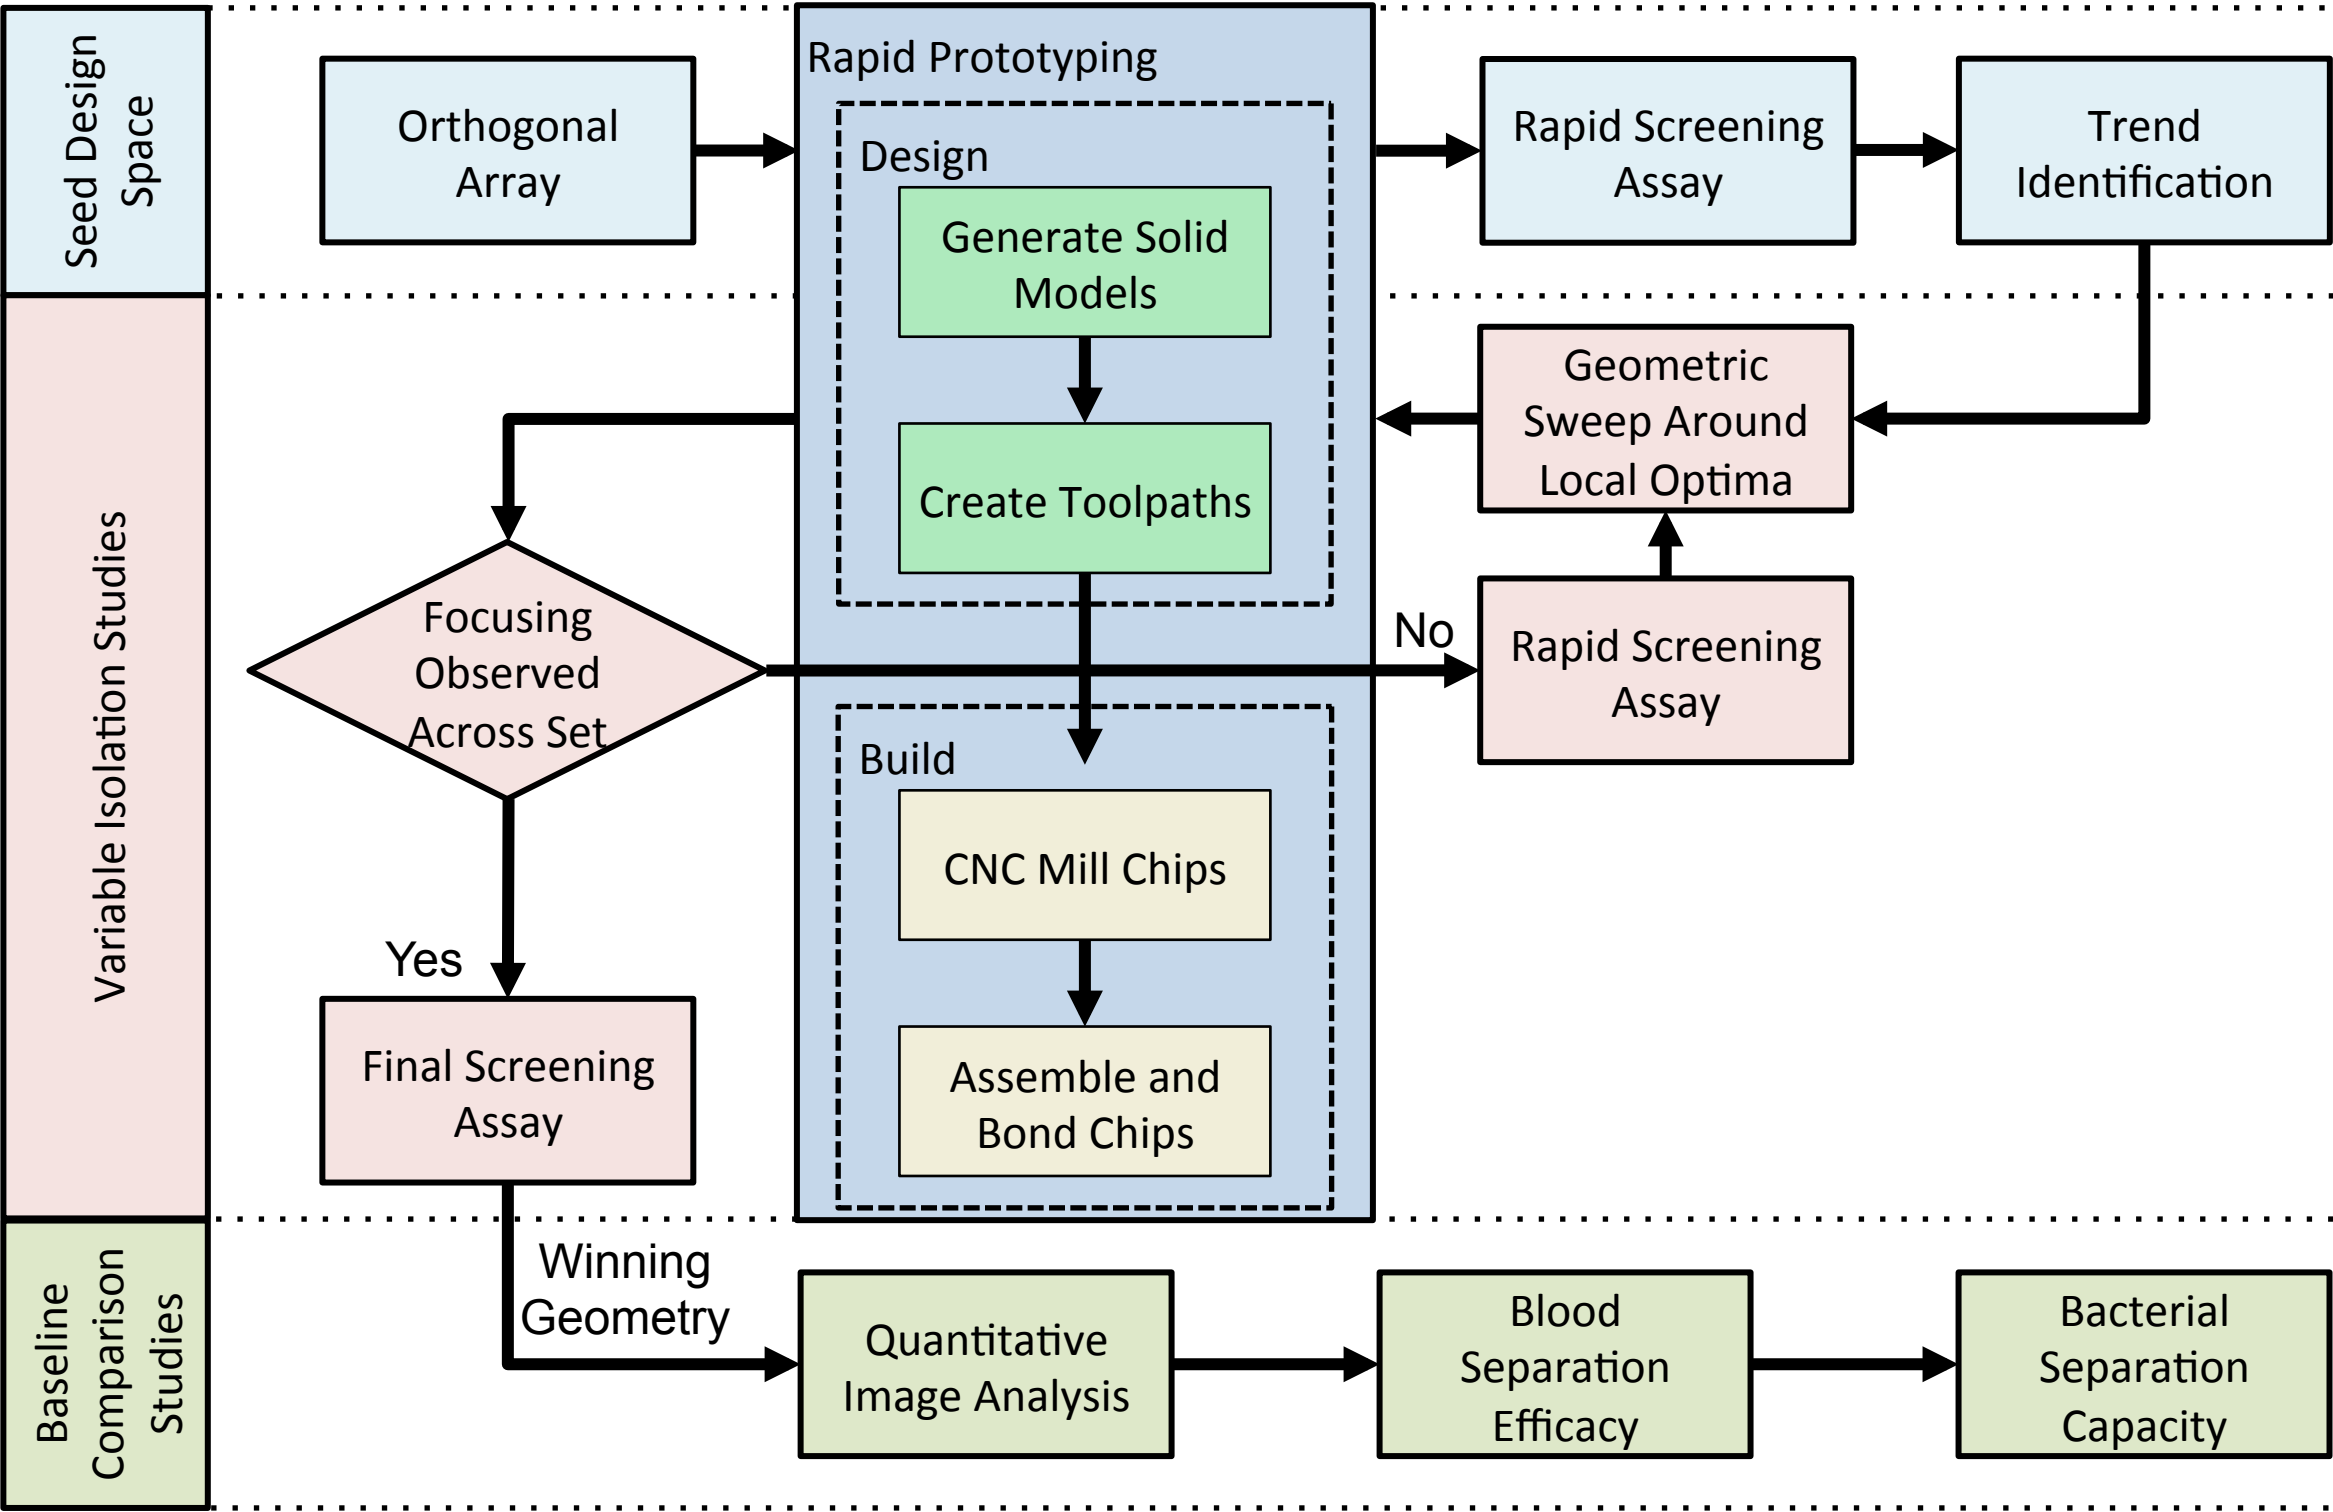 Seed Design
Space
Orthogonal
Array
Rapid Prototyping
Design
Generate Solid
Models
Create Toolpaths
Build
CNC Mill Chips
Assemble and
Bond Chips
Rapid Screening
Assay
Trend
Identification
Variable Isolation Studies
Geometric
Sweep Around
Local Optima
Focusing
Observed
Across Set
No
Rapid Screening
Assay
Yes
Final Screening
Assay
Baseline
Comparison
Studies
Winning
Geometry
Quantitative
Image Analysis
Blood
Separation
Efficacy
Bacterial
Separation
Capacity